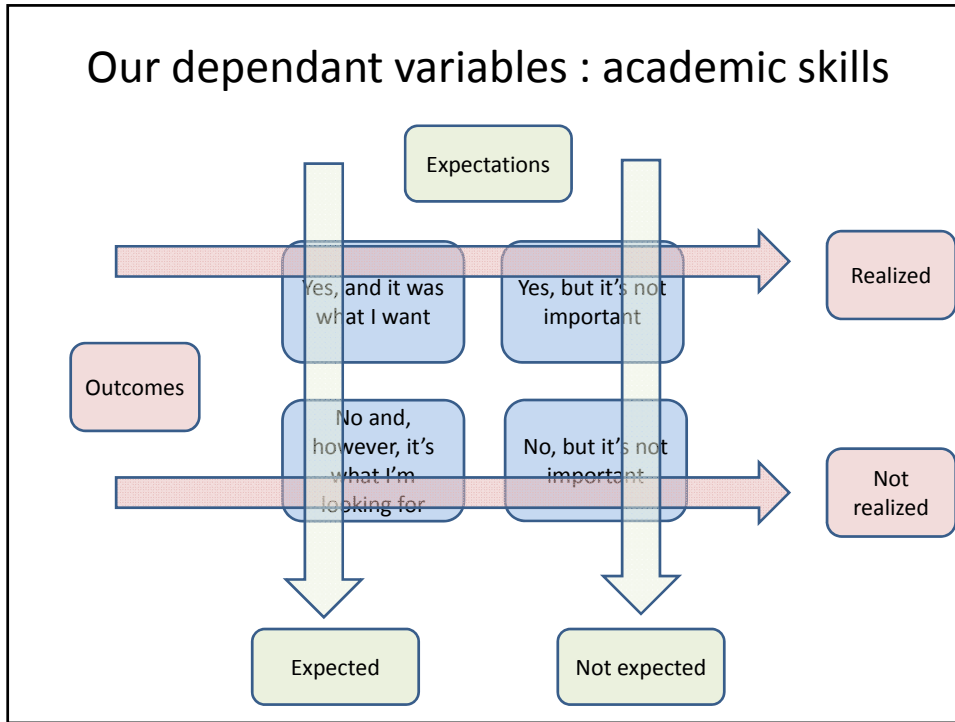 Our dependant variables : academic skills
Expectations
Yes, and it was
what I want
Yes, but it's not
important
Realized
Outcomes
No and,
however, it's
what I'm
looking for
No, but it's not
important
Not
realized
Expected
Not expected